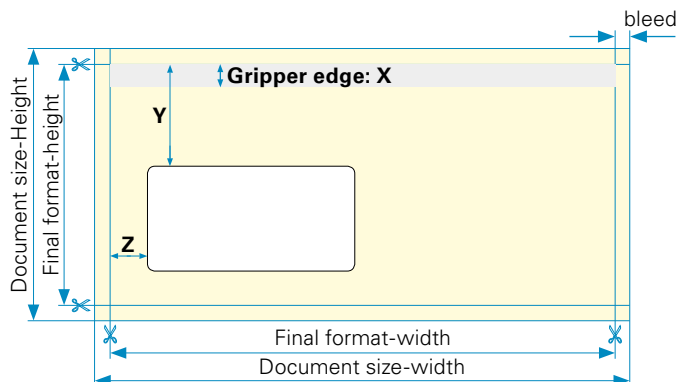 bleed
Gripper edge: X
Y
Z
Document size-Height
Final format-height
Final format-width
Document size-width